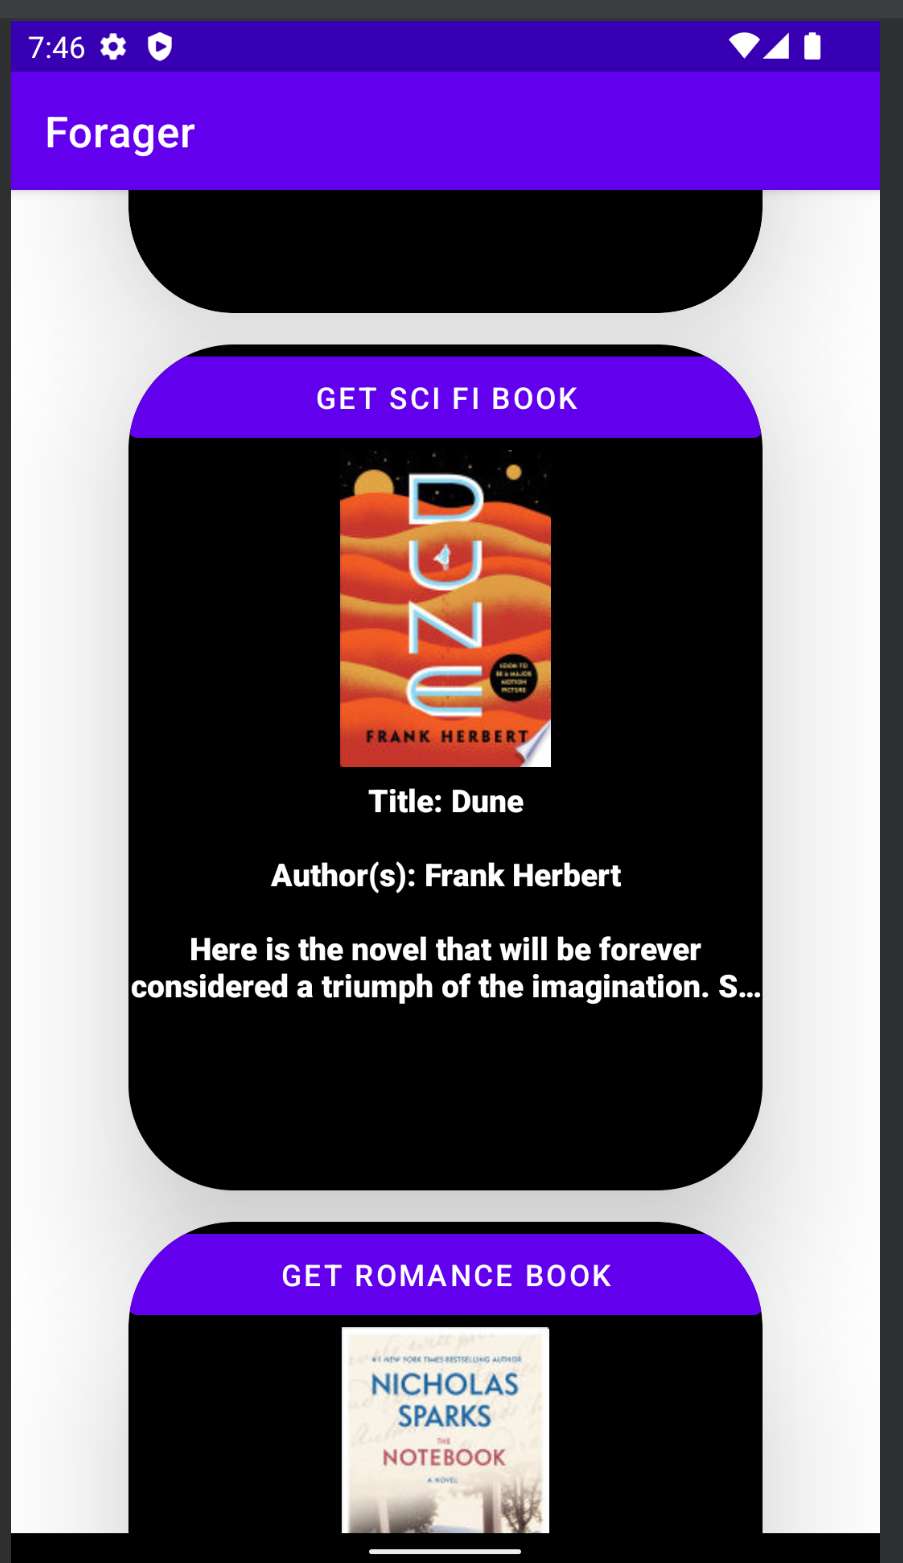 7:46
Forager
GET SCI FI BOOK
DUNE
SOON TO
BE A MAJOR
MOTION
PICTURE
FRANK HERBERT
Title: Dune
Author(s): Frank Herbert
Here is the novel that will be forever
considered a triumph of the imagination. S...
GET ROMANCE BOOK
#1 NEW YORK TIMES BESTSELLING AUTHOR
NICHOLAS
SPARKS
THE
NOTEBOOK
A NOVEL